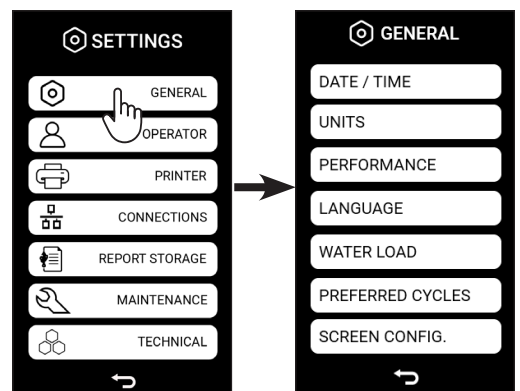 SETTINGS
GENERAL
OPERATOR
PRINTER
CONNECTIONS
REPORT STORAGE
MAINTENANCE
TECHNICAL
GENERAL
DATE / TIME
UNITS
PERFORMANCE
LANGUAGE
WATER LOAD
PREFERRED CYCLES
SCREEN CONFIG.